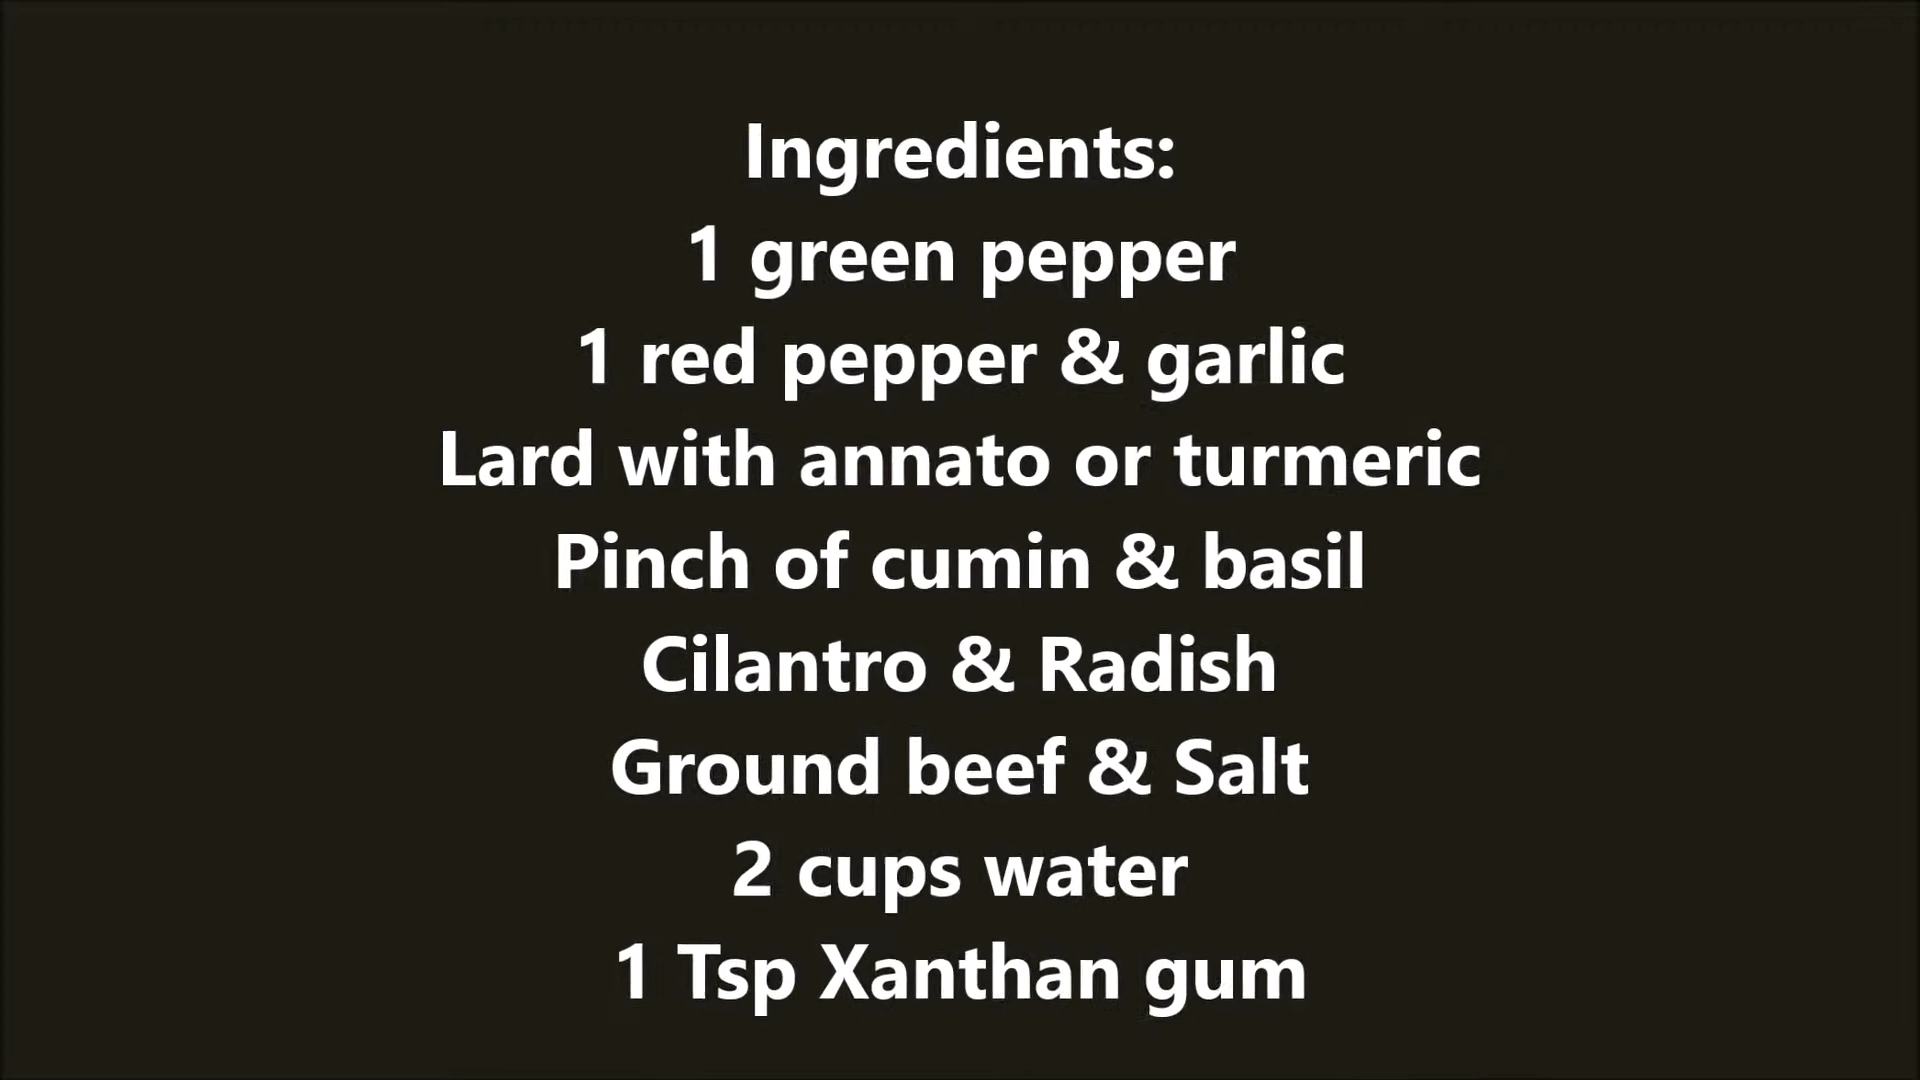 Ingredients:
1 green pepper
1 red pepper & garlic
Lard with annato or turmeric
Pinch of cumin & basil
Cilantro & Radish
Ground beef & Salt
2 cups water
1 Tsp Xanthan gum